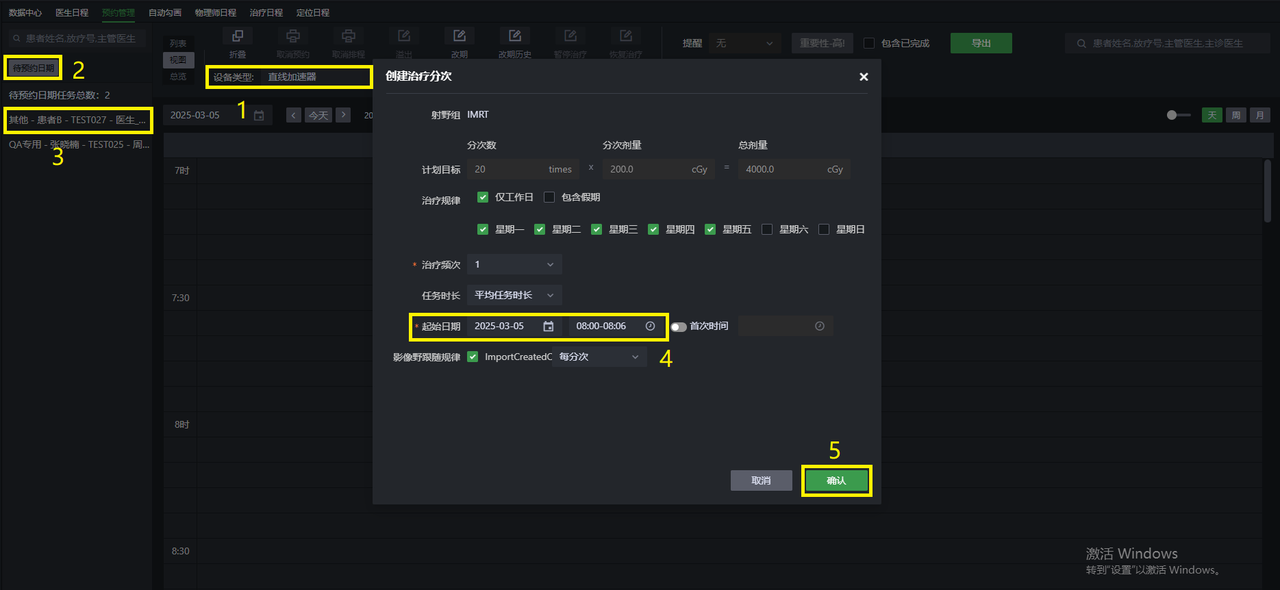 数据中心 医生日程 预约管理 自动勾画 物理师日程 治疗日程 定位日程
患者姓名,放疗号,主管医生
列表
视图
总览
折叠 取消预约 取消排程 溢出 改期 改期历史 暂停治疗 恢复治疗
提醒 无 重要性-高! 包含已完成 导出
患者姓名,放疗号,主管医生,主诊医生
待预约日期 2
设备类型: 直线加速器
1
待预约日期任务总数: 2
其他 - 患者B - TEST027 - 医生_...
QA专用 - 张晓楠 - TEST025 - 周...
3
2025-03-05 < 今天 > 20
天 周 月
7时
7:30
8时
8:30
创建治疗分次 ×
射野组 IMRT
分次数 分次剂量 总剂量
计划目标 20 times x 200.0 cGy = 4000.0 cGy
治疗规律 仅工作日 包含假期
星期一 星期二 星期三 星期四 星期五 星期六 星期日
* 治疗频次 1
任务时长 平均任务时长
* 起始日期 2025-03-05 08:00-08:06 首次时间
影像野跟随规律 ImportCreatedC 每分次
4
5
取消 确认
激活 Windows
转到"设置"以激活 Windows。